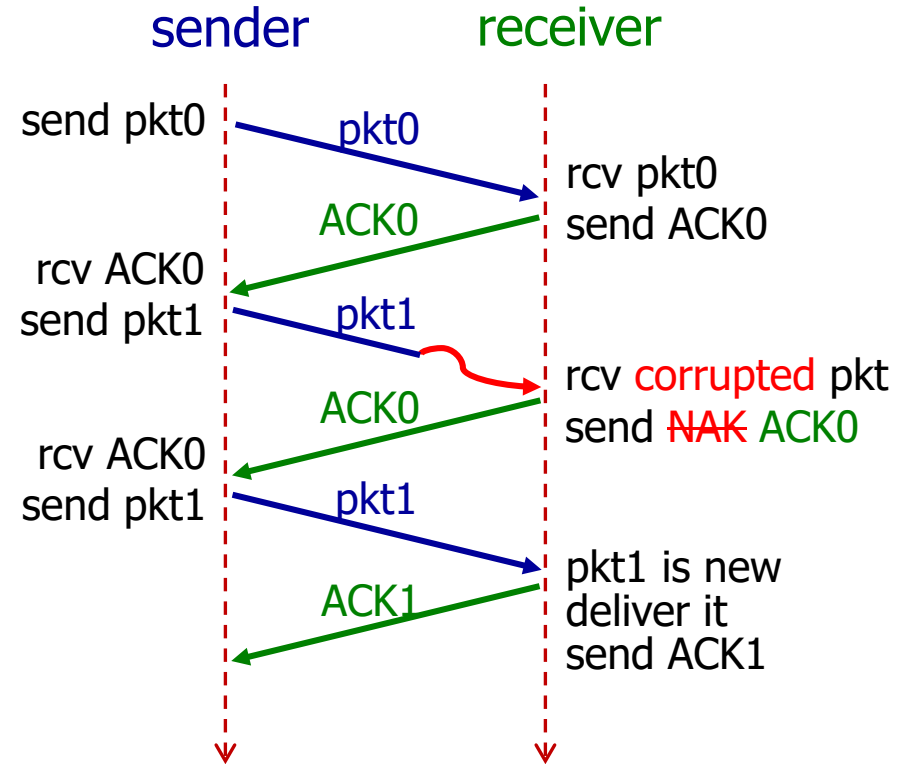 sender receiver
send pkt0
pkt0
rcv pkt0
send ACK0
ACK0
rcv ACK0
send pkt1
pkt1
rcv corrupted pkt
send NAK ACK0
ACK0
rcv ACK0
send pkt1
pkt1
pkt1 is new
deliver it
send ACK1
ACK1